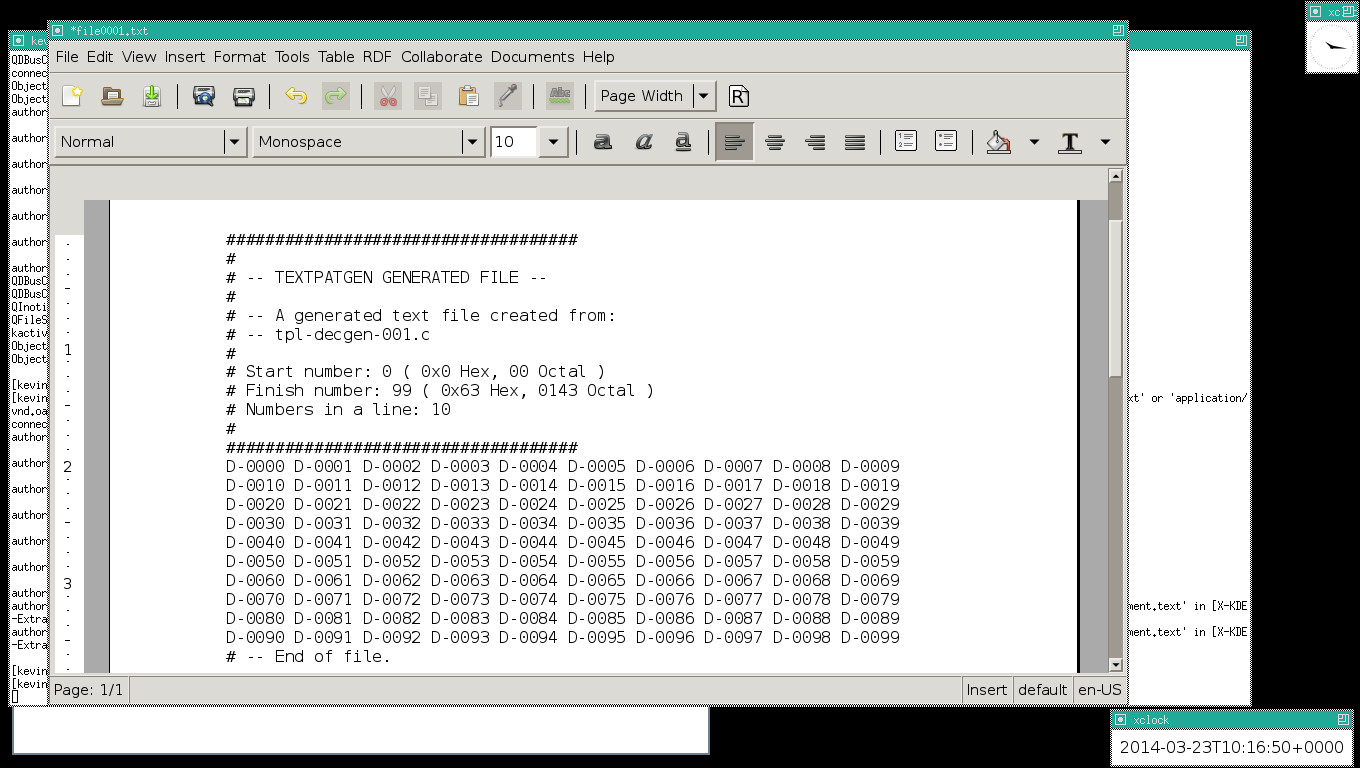 *file0001.txt
File Edit View Insert Format Tools Table RDF Collaborate Documents Help
Page Width
R
Normal
Monospace
10
###################################
#
# -- TEXTPATGEN GENERATED FILE --
#
# -- A generated text file created from:
# -- tpl-decgen-001.c
#
# Start number: 0 ( 0x0 Hex, 00 Octal )
# Finish number: 99 ( 0x63 Hex, 0143 Octal )
# Numbers in a line: 10
#
###################################
D-0000 D-0001 D-0002 D-0003 D-0004 D-0005 D-0006 D-0007 D-0008 D-0009
D-0010 D-0011 D-0012 D-0013 D-0014 D-0015 D-0016 D-0017 D-0018 D-0019
D-0020 D-0021 D-0022 D-0023 D-0024 D-0025 D-0026 D-0027 D-0028 D-0029
D-0030 D-0031 D-0032 D-0033 D-0034 D-0035 D-0036 D-0037 D-0038 D-0039
D-0040 D-0041 D-0042 D-0043 D-0044 D-0045 D-0046 D-0047 D-0048 D-0049
D-0050 D-0051 D-0052 D-0053 D-0054 D-0055 D-0056 D-0057 D-0058 D-0059
D-0060 D-0061 D-0062 D-0063 D-0064 D-0065 D-0066 D-0067 D-0068 D-0069
D-0070 D-0071 D-0072 D-0073 D-0074 D-0075 D-0076 D-0077 D-0078 D-0079
D-0080 D-0081 D-0082 D-0083 D-0084 D-0085 D-0086 D-0087 D-0088 D-0089
D-0090 D-0091 D-0092 D-0093 D-0094 D-0095 D-0096 D-0097 D-0098 D-0099
# -- End of file.
1
2
3
Page: 1/1
Insert
default
en-US
kev
QDBusC
connec
Object
Object
author
author
author
author
author
author
author
QDBusC
QDBusC
QInoti
QFileS
kactiv
Object
Object
[kevin
[kevin
vnd.oa
connec
author
author
author
author
author
author
author
author
-Extra
author
-Extra
[kevin
[kevin
xt' or 'application/
ment.text' in [X-KDE
ment.text' in [X-KDE
xc
xclock
2014-03-23T10:16:50+0000